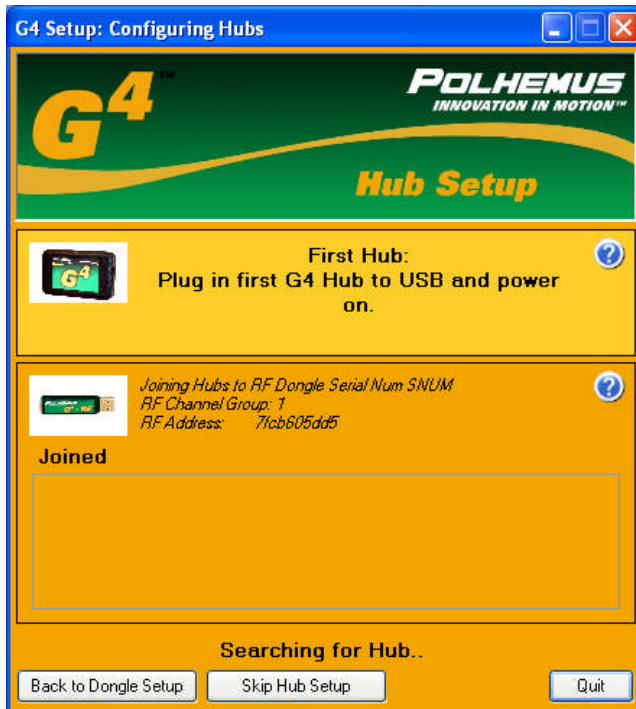 G4 Setup: Configuring Hubs
G4™
POLHEMUS
INNOVATION IN MOTION™
Hub Setup
G4
First Hub:
Plug in first G4 Hub to USB and power
on.
Joining Hubs to RF Dongle Serial Num SNUM
RF Channel Group: 1
RF Address: 7fcb605dd5
Joined
Searching for Hub..
Back to Dongle Setup
Skip Hub Setup
Quit